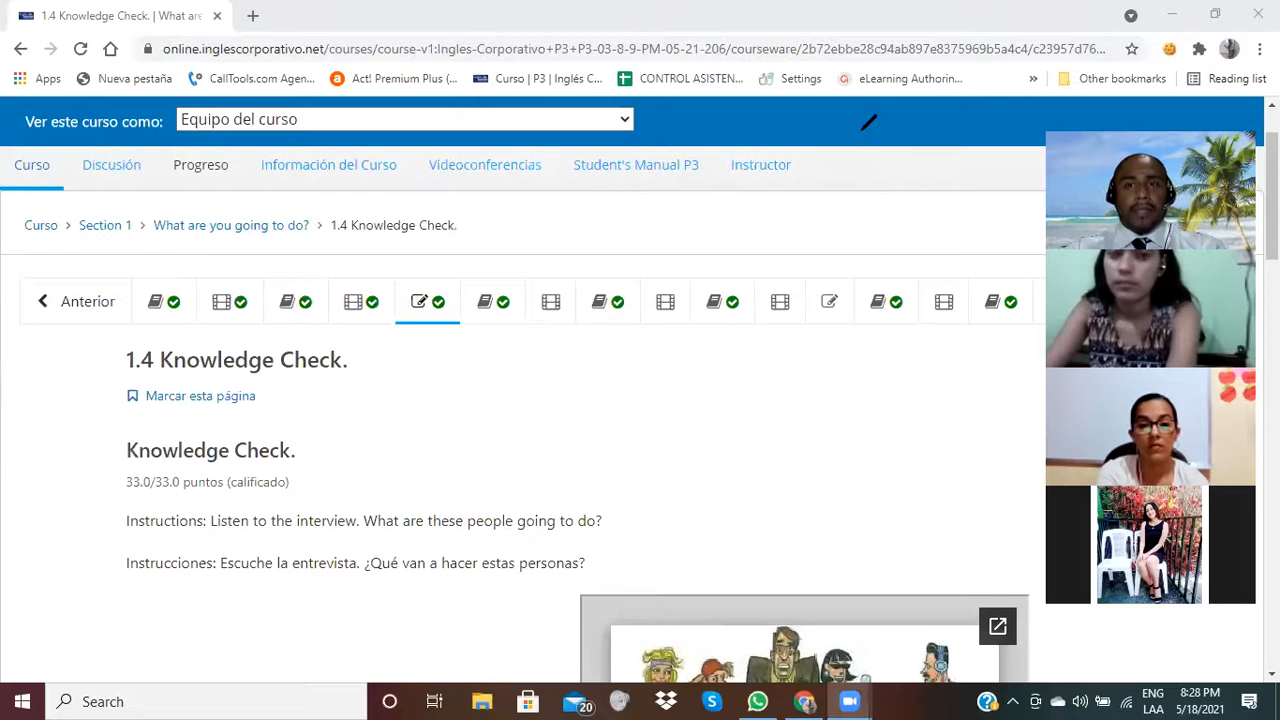 1.4 Knowledge Check. | What are
online.inglescorporativo.net/courses/course-v1:Ingles-Corporativo+P3+P3-03-8-9-PM-05-21-206/courseware/2b72ebbe28c94ab897e8375969b5a4c4/c23957d76...
Apps Nueva pestaña CallTools.com Agen... Act! Premium Plus (... Curso | P3 | Inglés C... CONTROL ASISTEN... Settings eLearning Authorin... » Other bookmarks Reading list
Ver este curso como: Equipo del curso
Curso Discusión Progreso Información del Curso Videoconferencias Student's Manual P3 Instructor
Curso > Section 1 > What are you going to do? > 1.4 Knowledge Check.
Anterior
1.4 Knowledge Check.
Marcar esta página
Knowledge Check.
33.0/33.0 puntos (calificado)
Instructions: Listen to the interview. What are these people going to do?
Instrucciones: Escuche la entrevista. ¿Qué van a hacer estas personas?
Search 20 ENG 8:28 PM
LAA 5/18/2021